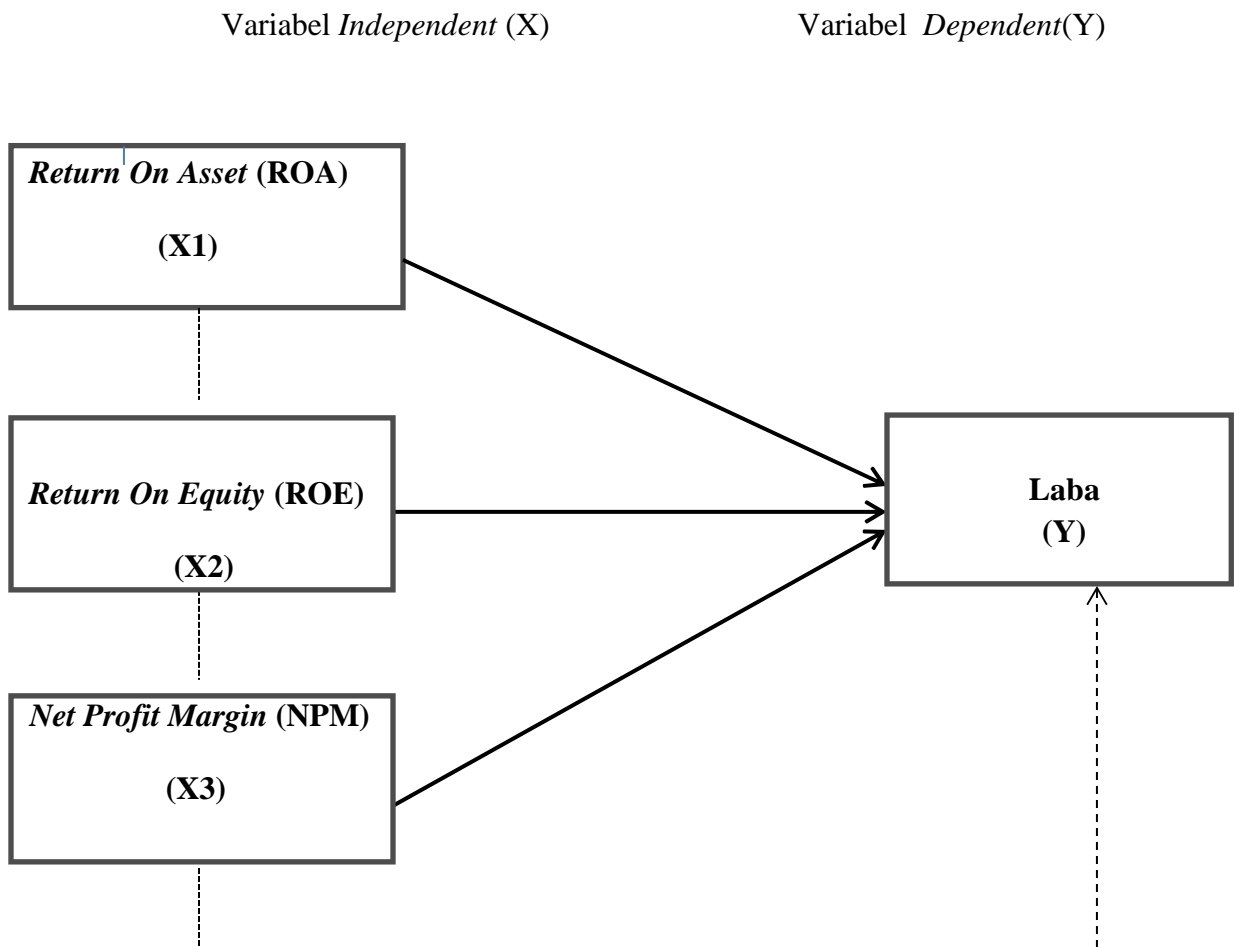 Variabel Independent (X)
Variabel Dependent(Y)
Return On Asset (ROA)
(X1)
Return On Equity (ROE)
(X2)
Net Profit Margin (NPM)
(X3)
Laba
(Y)